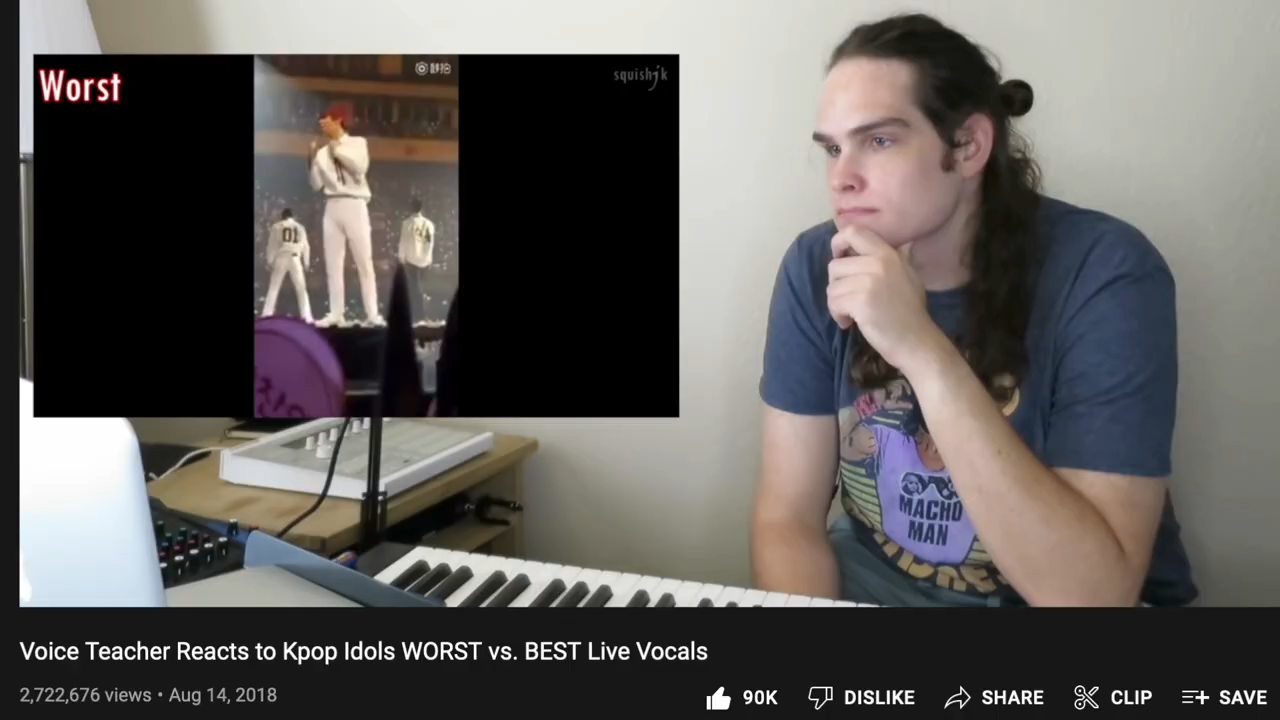 Worst
squishjk
01
MACHO
MAN
Voice Teacher Reacts to Kpop Idols WORST vs. BEST Live Vocals
2,722,676 views • Aug 14, 2018
90K
DISLIKE
SHARE
CLIP
SAVE